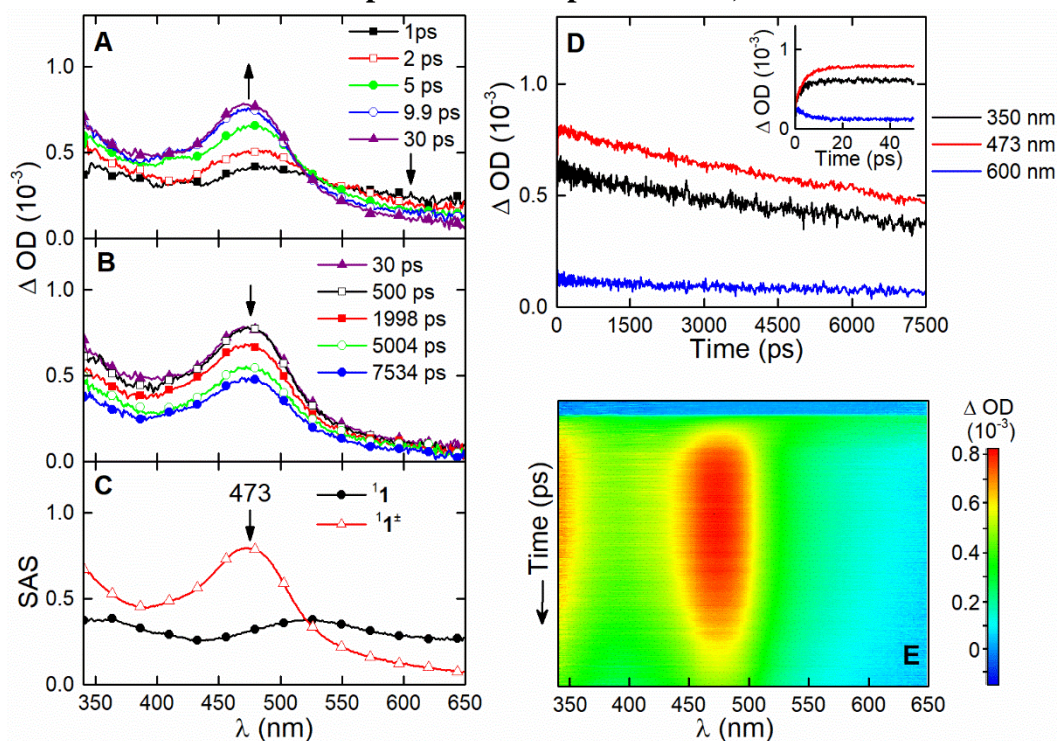 A
1ps
2 ps
5 ps
9.9 ps
30 ps
1.0
0.5
0.0
Δ OD (10⁻³)
B
30 ps
500 ps
1998 ps
5004 ps
7534 ps
1.0
0.5
0.0
C
473
¹1
¹1±
1.0
0.5
0.0
SAS
350 400 450 500 550 600 650
λ (nm)
D
1.0
0.5
0.0
Δ OD (10⁻³)
0 1500 3000 4500 6000 7500
Time (ps)
1
0
Δ OD (10⁻³)
0 20 40
Time (ps)
350 nm
473 nm
600 nm
Time (ps)
E
350 400 450 500 550 600 650
λ (nm)
Δ OD
(10⁻³)
0.8
0.6
0.4
0.2
0